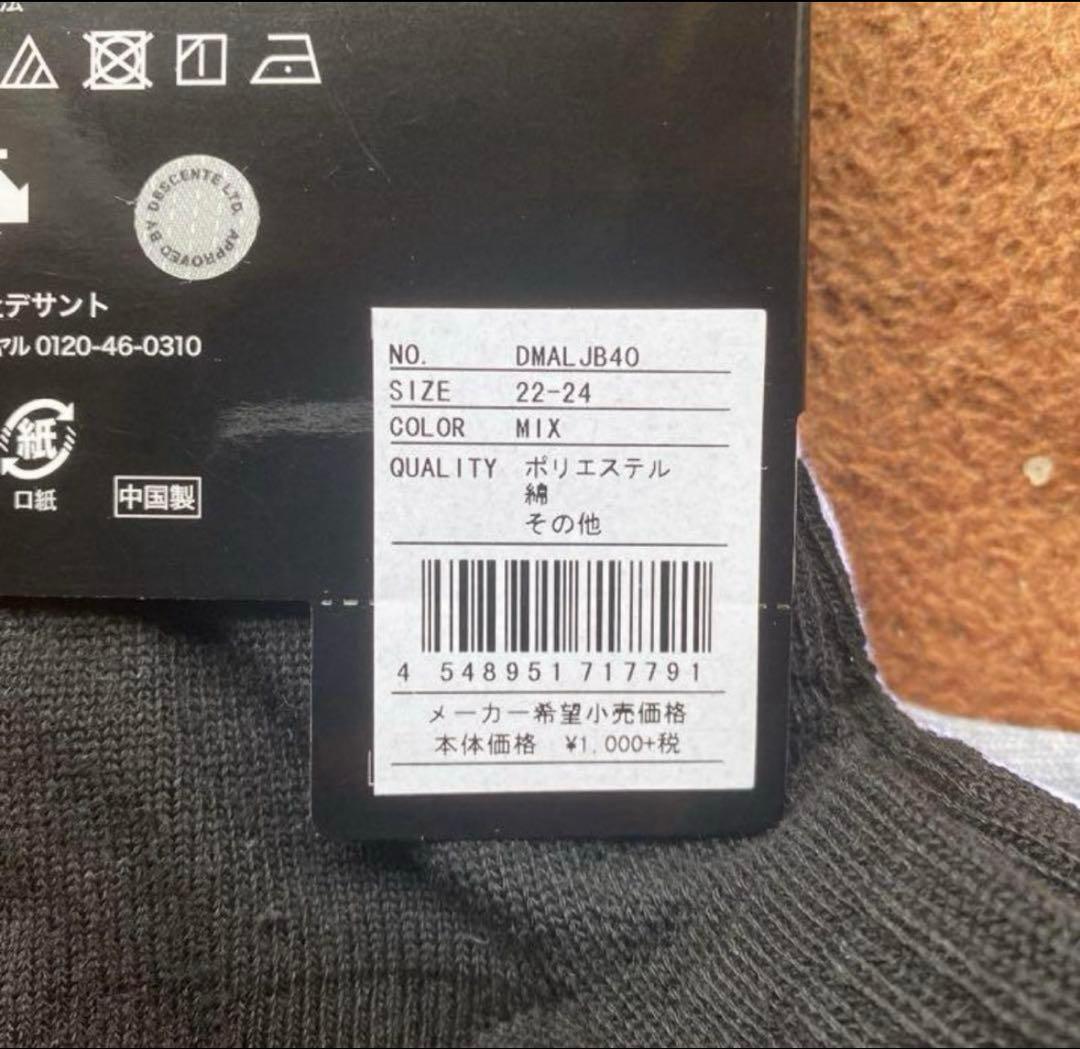 法
APPROVED BY DESCENTE LTD.
デサント
ヤル 0120-46-0310
紙
口紙
中国製
NO. DMALJB40
SIZE 22-24
COLOR MIX
QUALITY ポリエステル
綿
その他
4 548951 717791
メーカー希望小売価格
本体価格 ¥1,000+税